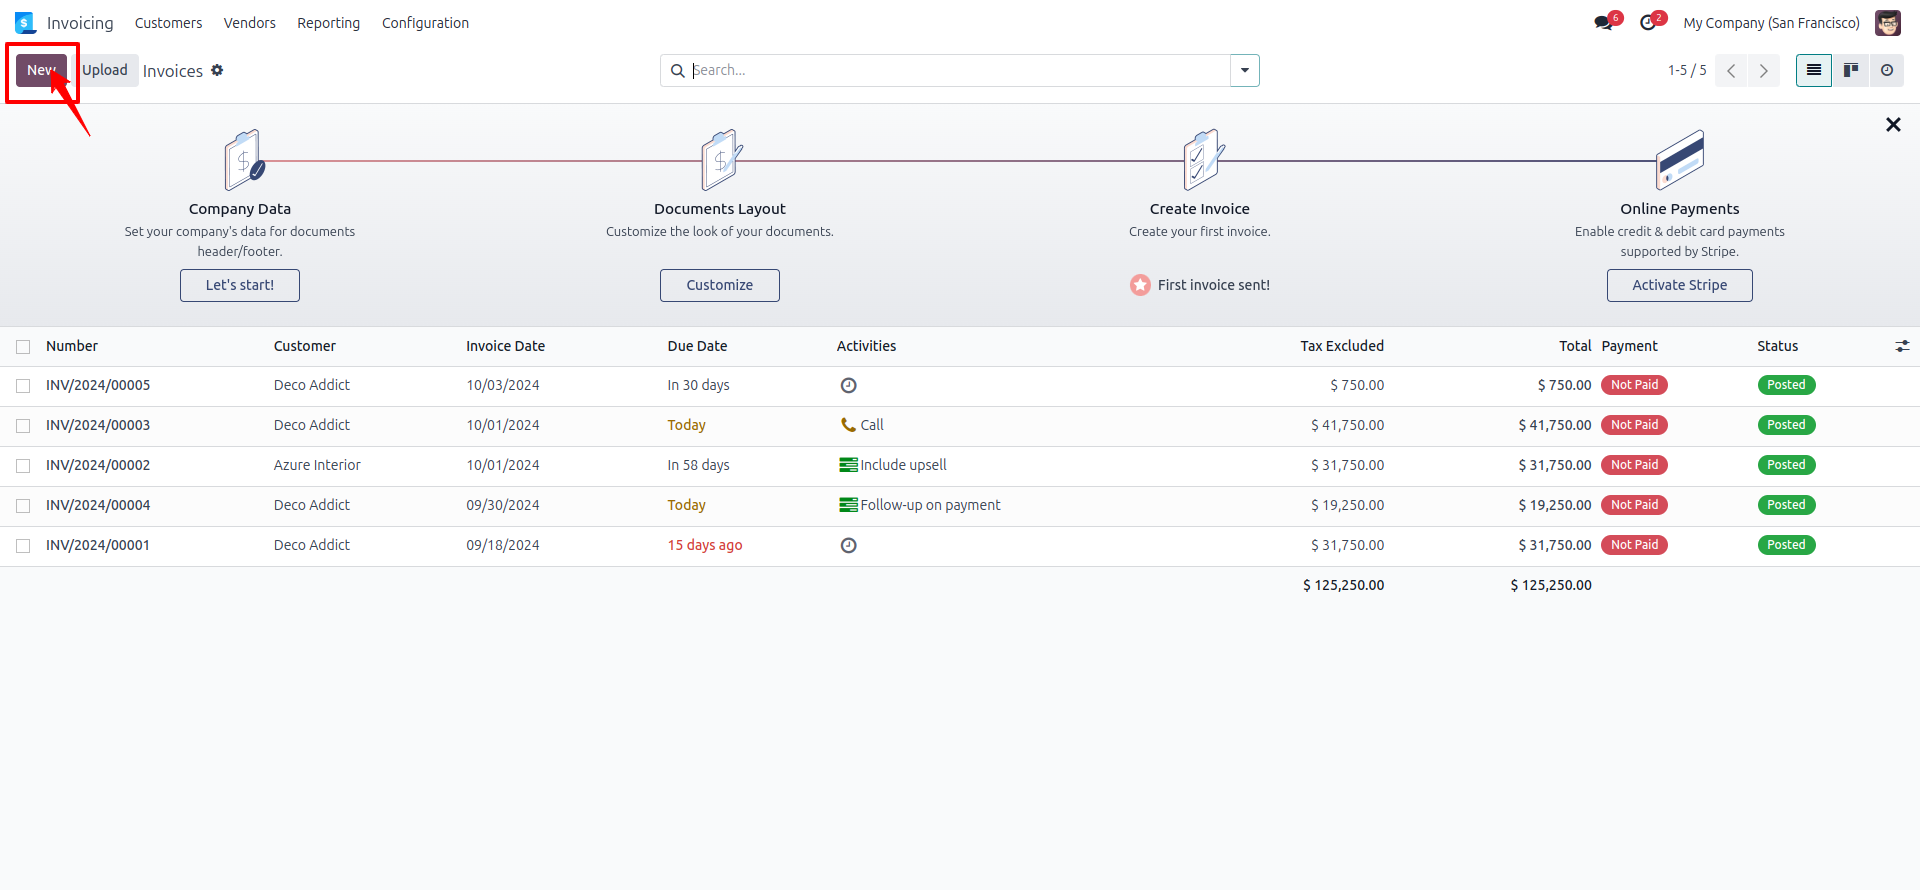 Invoicing Customers Vendors Reporting Configuration 6 2 My Company (San Francisco)
New Upload Invoices Search... 1-5 / 5
Company Data Documents Layout Create Invoice Online Payments
Set your company's data for documents Customize the look of your documents. Create your first invoice. Enable credit & debit card payments
header/footer. supported by Stripe.
Let's start! Customize First invoice sent! Activate Stripe
Number Customer Invoice Date Due Date Activities Tax Excluded Total Payment Status
INV/2024/00005 Deco Addict 10/03/2024 In 30 days $ 750.00 $ 750.00 Not Paid Posted
INV/2024/00003 Deco Addict 10/01/2024 Today Call $ 41,750.00 $ 41,750.00 Not Paid Posted
INV/2024/00002 Azure Interior 10/01/2024 In 58 days Include upsell $ 31,750.00 $ 31,750.00 Not Paid Posted
INV/2024/00004 Deco Addict 09/30/2024 Today Follow-up on payment $ 19,250.00 $ 19,250.00 Not Paid Posted
INV/2024/00001 Deco Addict 09/18/2024 15 days ago $ 31,750.00 $ 31,750.00 Not Paid Posted
$ 125,250.00 $ 125,250.00